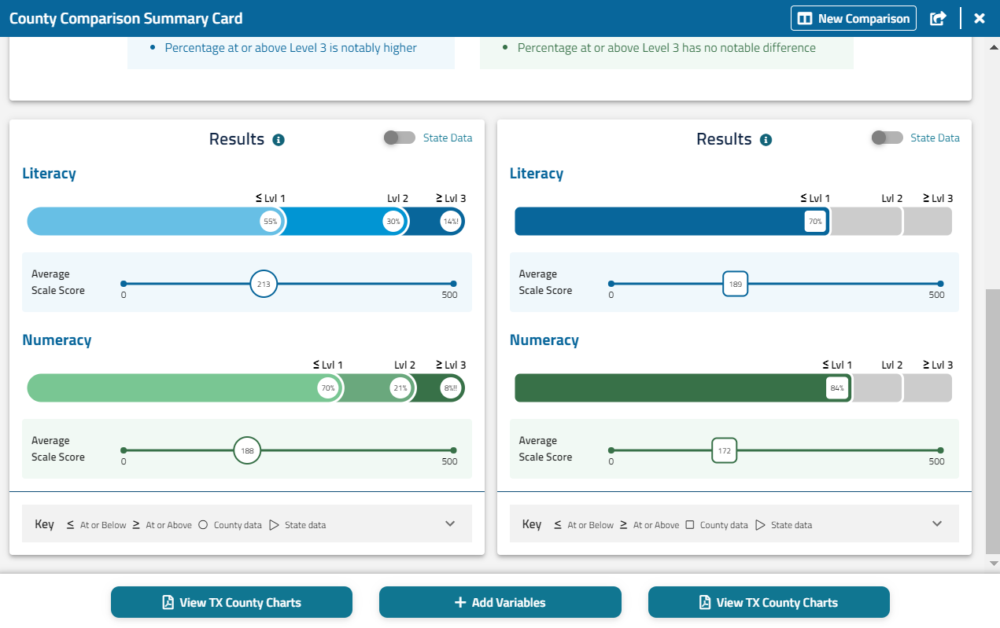 County Comparison Summary Card
New Comparison
• Percentage at or above Level 3 is notably higher
• Percentage at or above Level 3 has no notable difference
Results
State Data
Literacy
≤ Lvl 1 Lvl 2 ≥ Lvl 3
55% 30% 14%!
Average
Scale Score
213
0 500
Numeracy
≤ Lvl 1 Lvl 2 ≥ Lvl 3
70% 21% 8%!!
Average
Scale Score
188
0 500
Key ≤ At or Below ≥ At or Above County data State data
Results
State Data
Literacy
≤ Lvl 1 Lvl 2 ≥ Lvl 3
70%
Average
Scale Score
189
0 500
Numeracy
≤ Lvl 1 Lvl 2 ≥ Lvl 3
84%
Average
Scale Score
172
0 500
Key ≤ At or Below ≥ At or Above County data State data
View TX County Charts
Add Variables
View TX County Charts